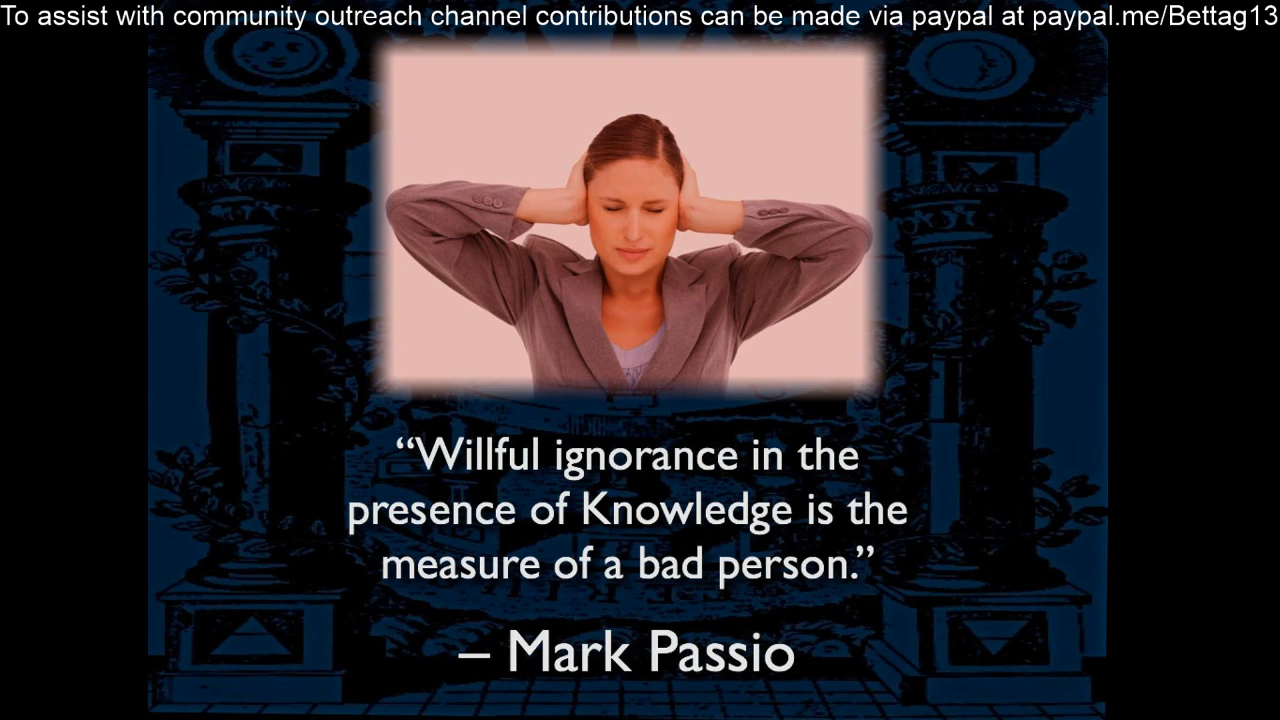 To assist with community outreach channel contributions can be made via paypal at paypal.me/Bettag13
“Willful ignorance in the
presence of Knowledge is the
measure of a bad person.”
– Mark Passio